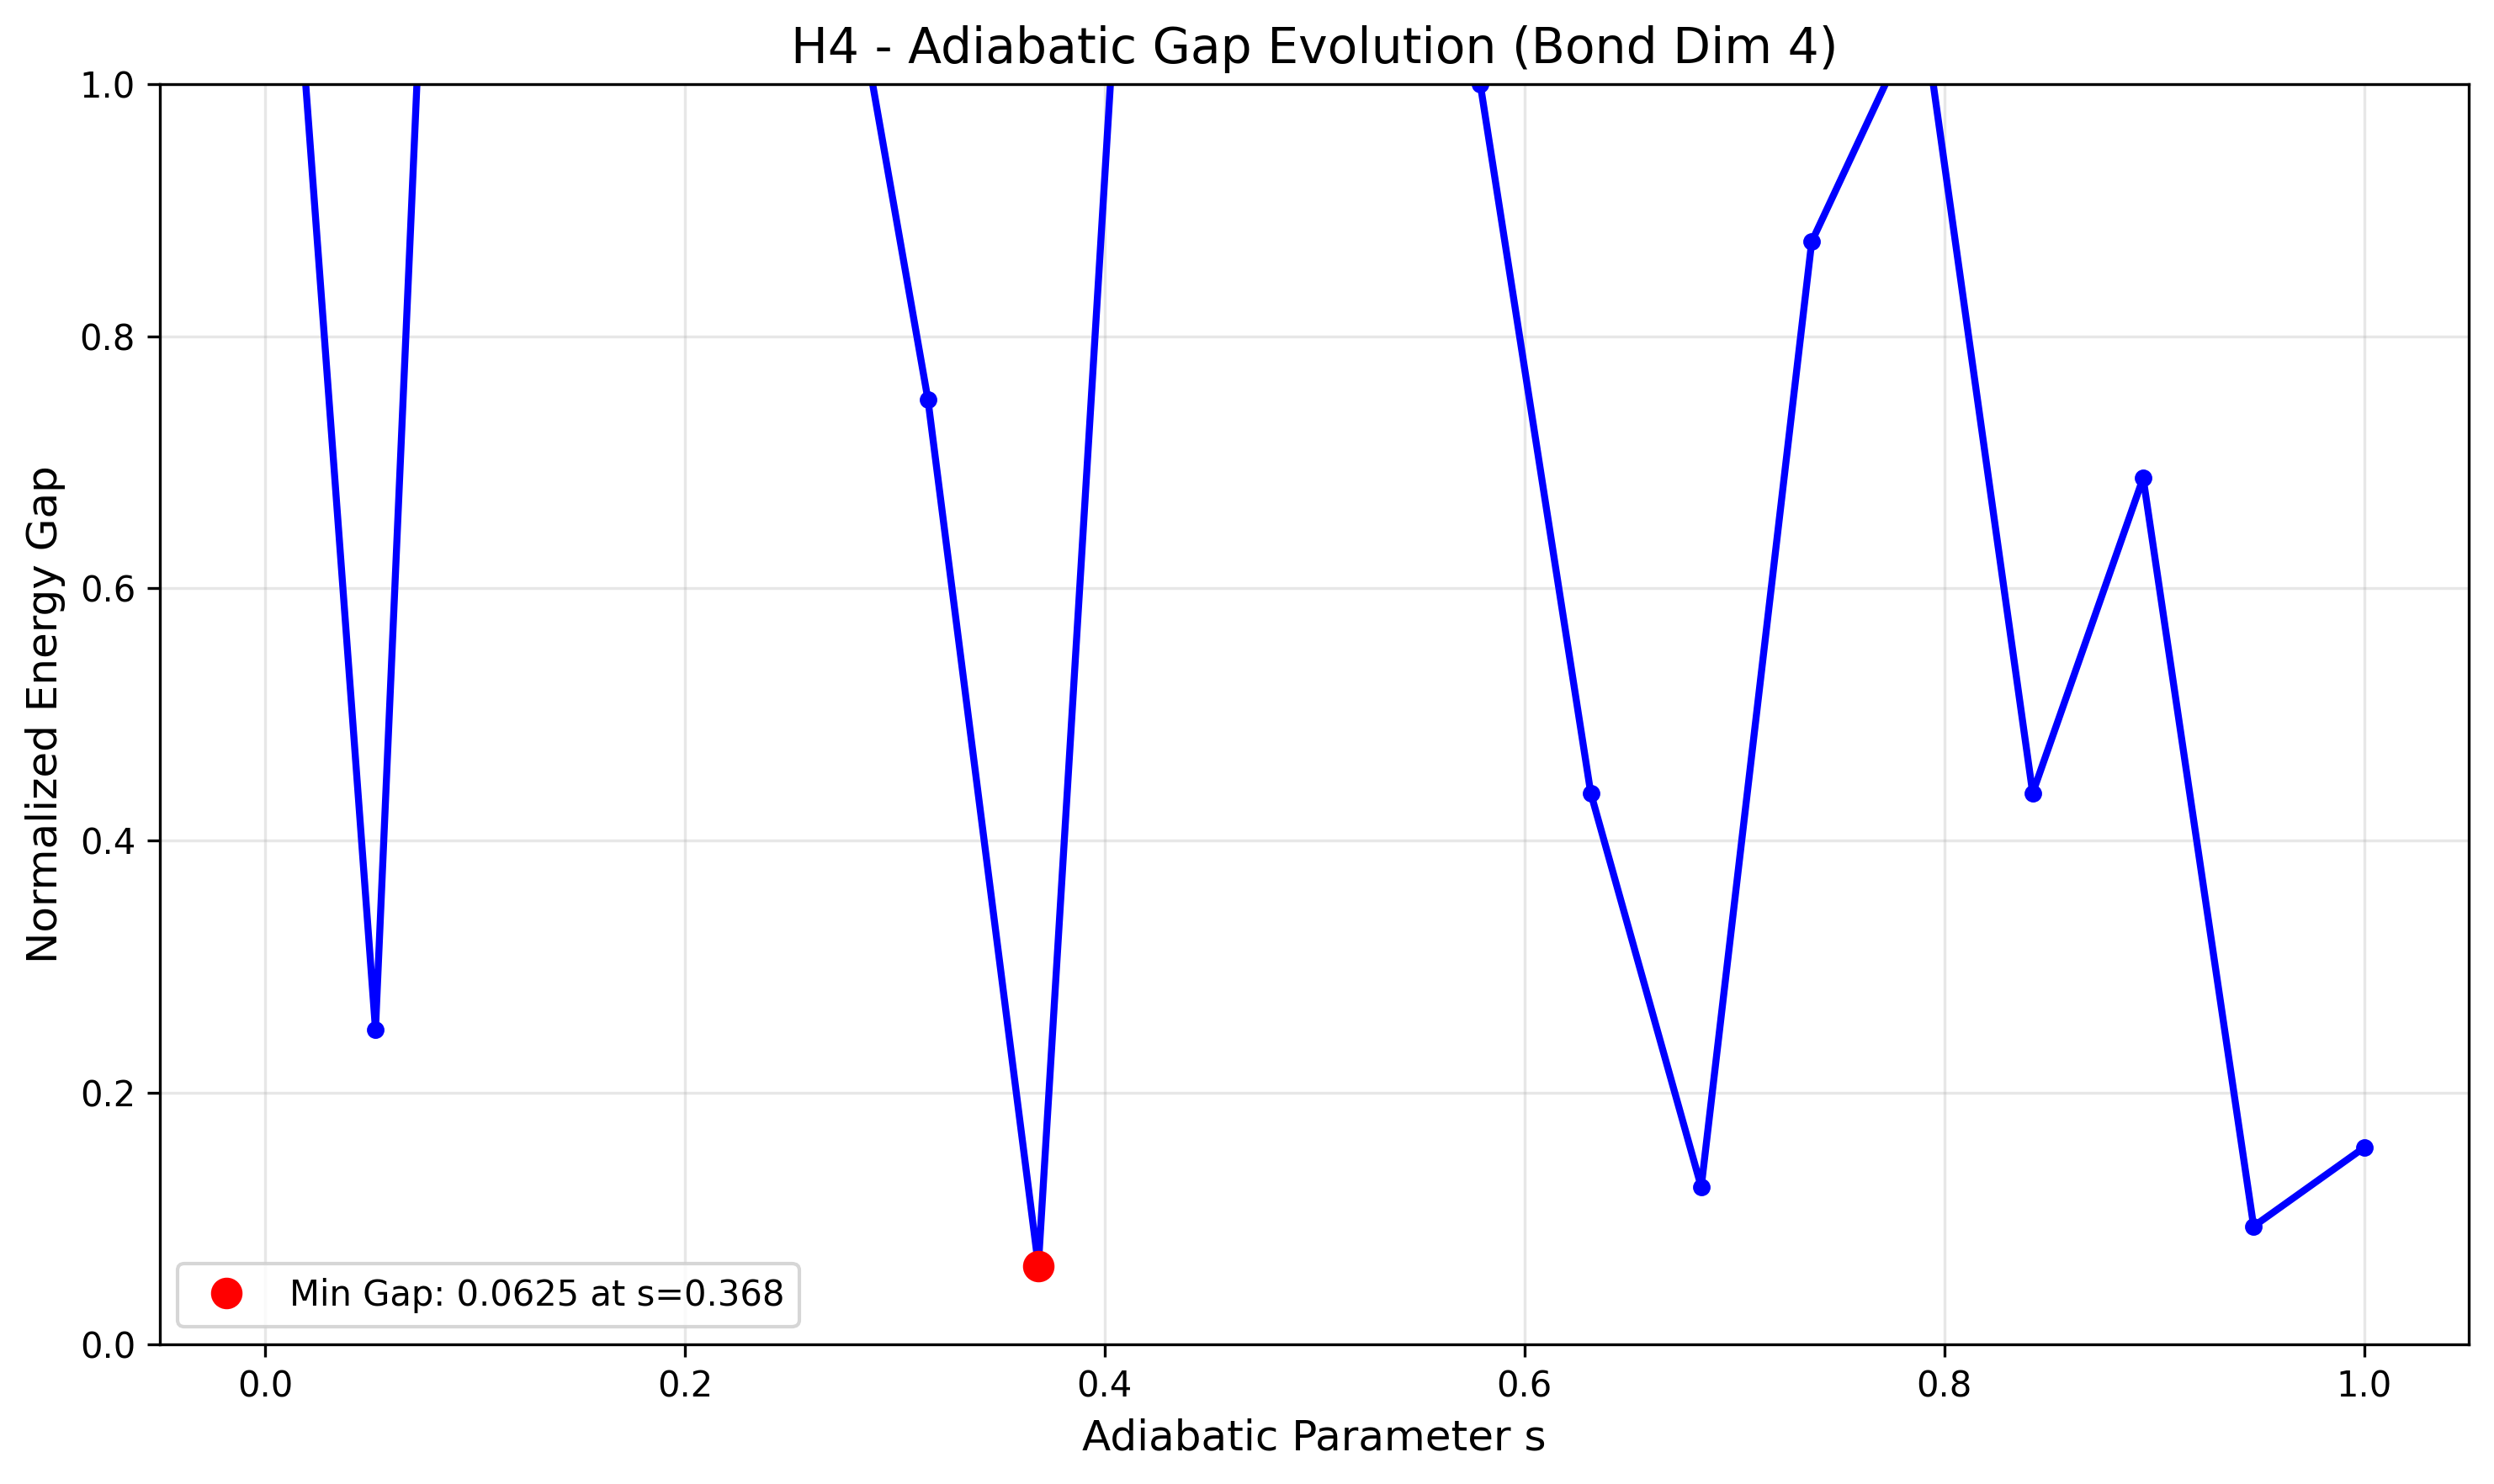 H4 - Adiabatic Gap Evolution (Bond Dim 4)
1.0
0.8
0.6
0.4
0.2
0.0
Normalized Energy Gap
Min Gap: 0.0625 at s=0.368
0.0 0.2 0.4 0.6 0.8 1.0
Adiabatic Parameter s